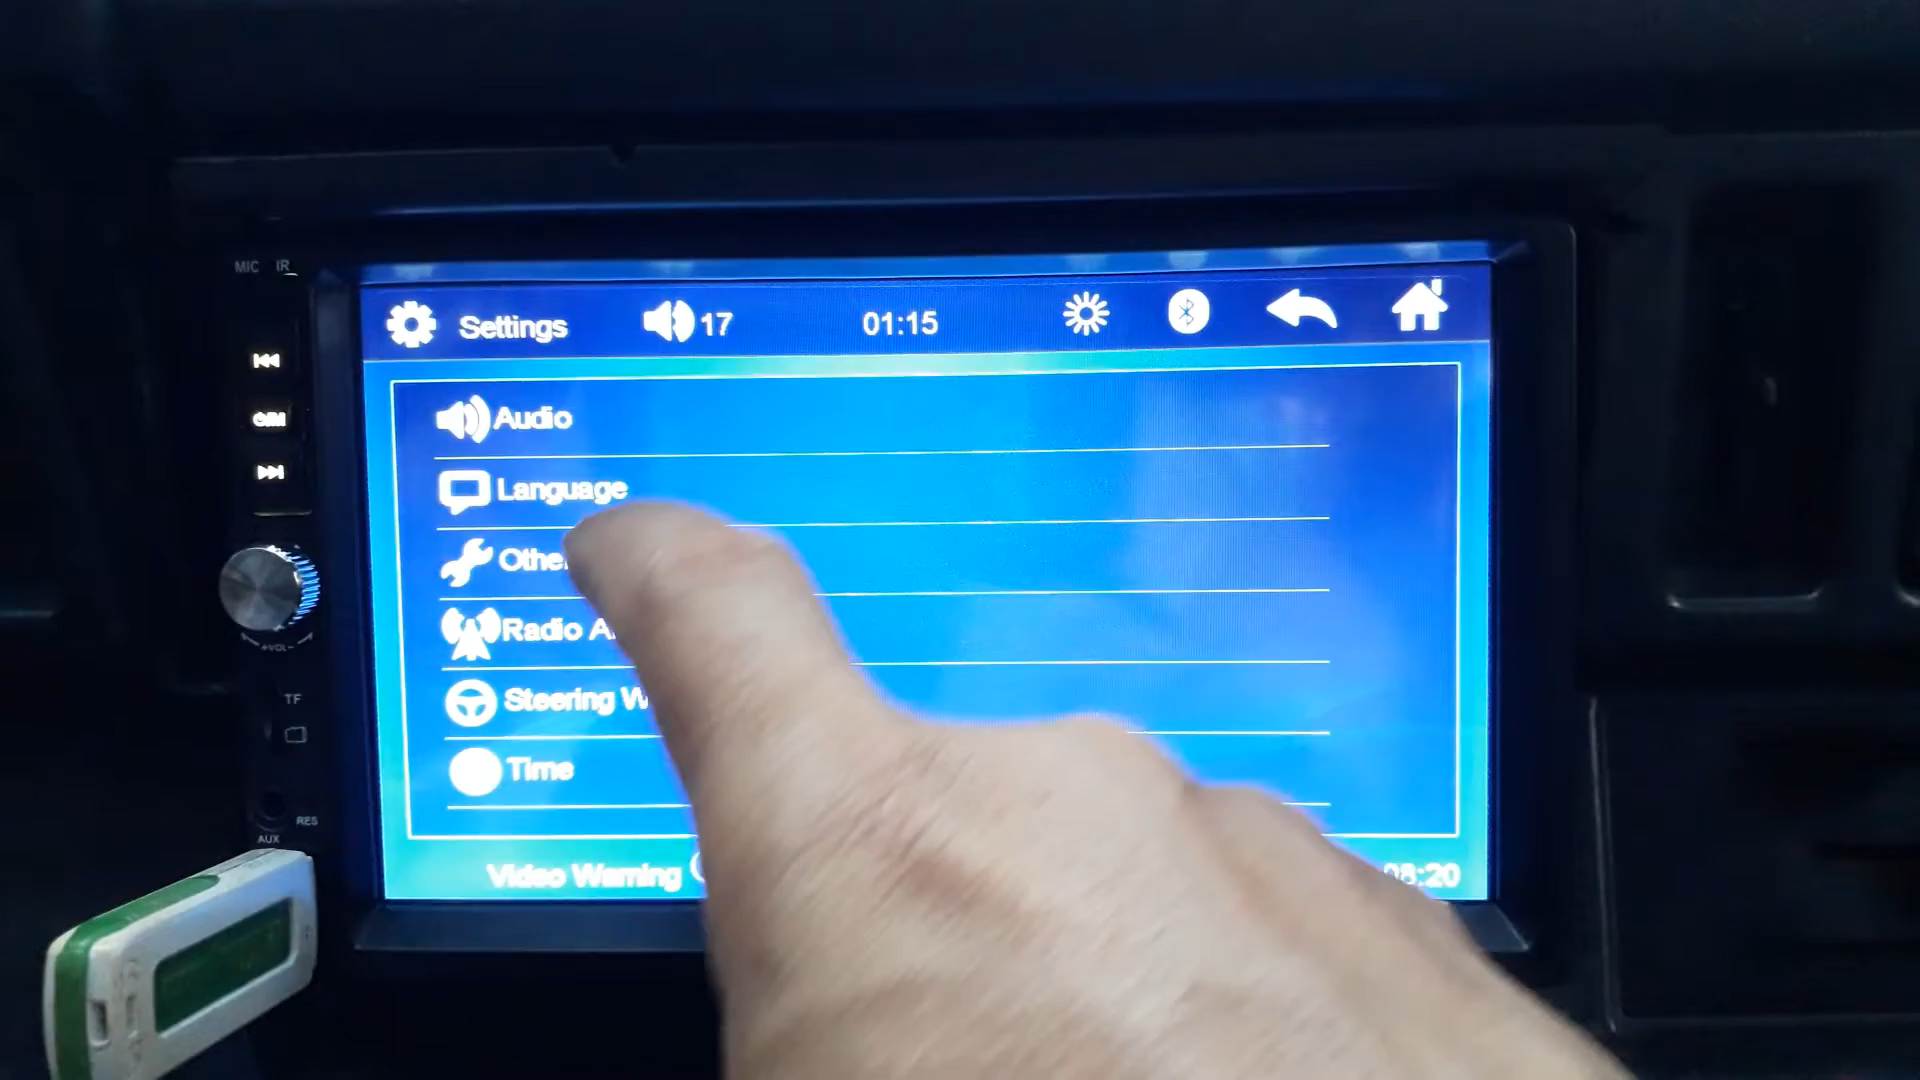 MIC IR
Settings 17 01:15
Audio
Language
Othe
Radio A
Steering W
Time
Video Warning 08:20
+VOL-
TF
RES
AUX